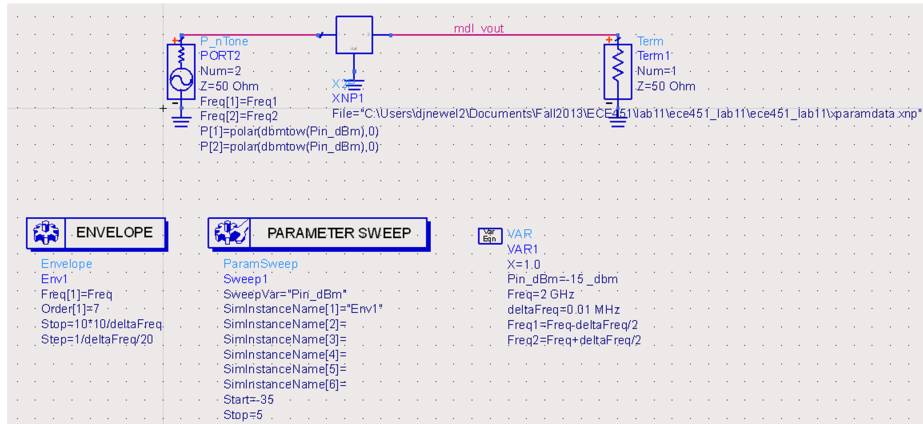 mdl_vout
P_nTone
PORT2
Num=2
Z=50 Ohm
Freq[1]=Freq1
Freq[2]=Freq2
P[1]=polar(dbmtow(Pin_dBm),0)
P[2]=polar(dbmtow(Pin_dBm),0)
XNP1
File="C:\Users\djnewel2\Documents\Fall2013\ECE451\lab11\ece451_lab11\ece451_lab11\xparamdata.xnp"
Term
Term1
Num=1
Z=50 Ohm
ENVELOPE
Envelope
Env1
Freq[1]=Freq
Order[1]=7
Stop=10*10/deltaFreq
Step=1/deltaFreq/20
PARAMETER SWEEP
ParamSweep
Sweep1
SweepVar="Pin_dBm"
SimInstanceName[1]="Env1"
SimInstanceName[2]=
SimInstanceName[3]=
SimInstanceName[4]=
SimInstanceName[5]=
SimInstanceName[6]=
Start=-35
Stop=5
Var
Eqn
VAR
VAR1
X=1.0
Pin_dBm=-15 _dbm
Freq=2 GHz
deltaFreq=0.01 MHz
Freq1=Freq-deltaFreq/2
Freq2=Freq+deltaFreq/2